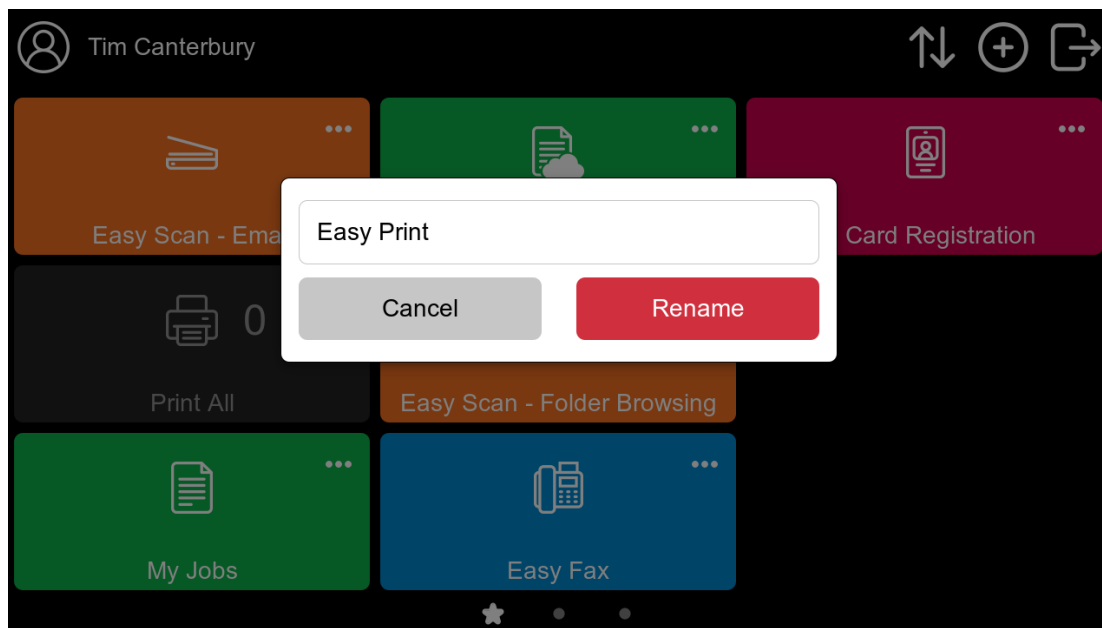 Tim Canterbury
Easy Scan - Ema
Card Registration
Easy Print
Cancel
Rename
0
Print All
Easy Scan - Folder Browsing
My Jobs
Easy Fax